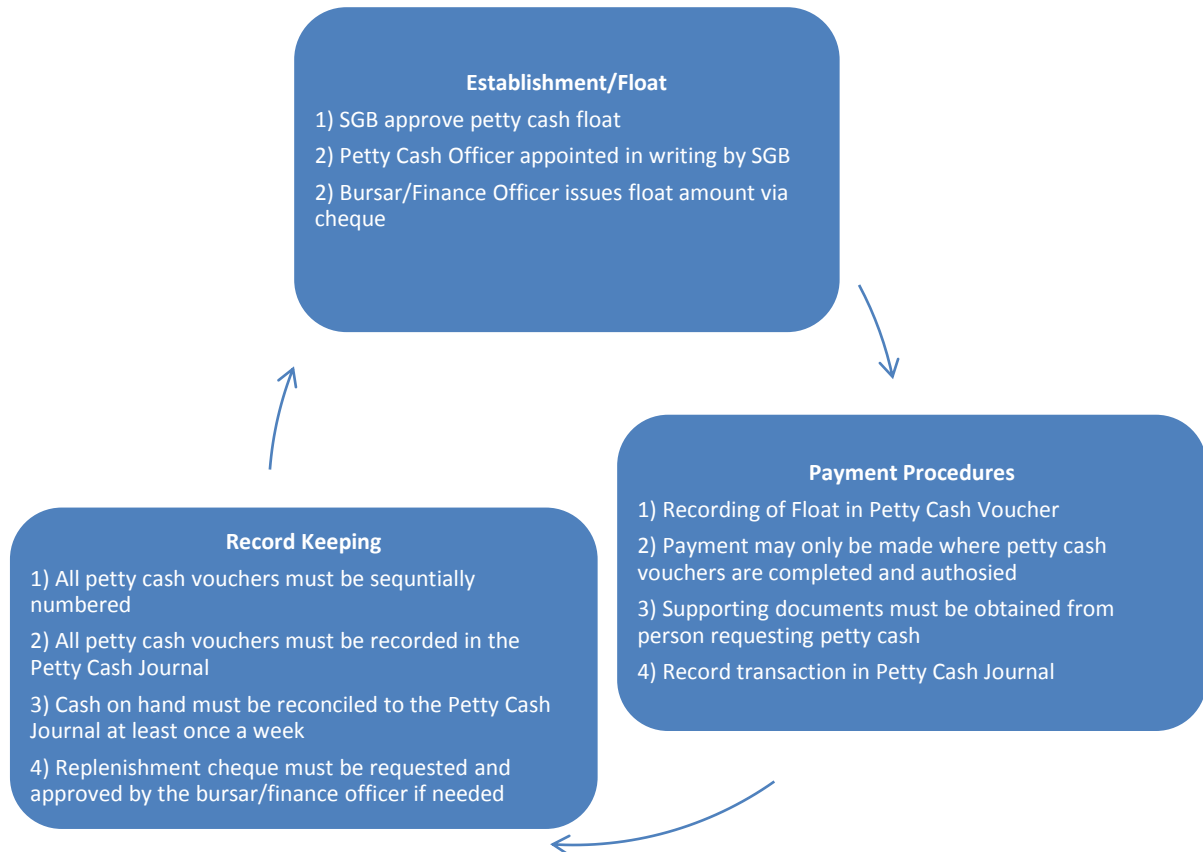 Establishment/Float
1) SGB approve petty cash float
2) Petty Cash Officer appointed in writing by SGB
2) Bursar/Finance Officer issues float amount via
cheque
Payment Procedures
1) Recording of Float in Petty Cash Voucher
2) Payment may only be made where petty cash
vouchers are completed and authosied
3) Supporting documents must be obtained from
person requesting petty cash
4) Record transaction in Petty Cash Journal
Record Keeping
1) All petty cash vouchers must be sequntially
numbered
2) All petty cash vouchers must be recorded in the
Petty Cash Journal
3) Cash on hand must be reconciled to the Petty Cash
Journal at least once a week
4) Replenishment cheque must be requested and
approved by the bursar/finance officer if needed